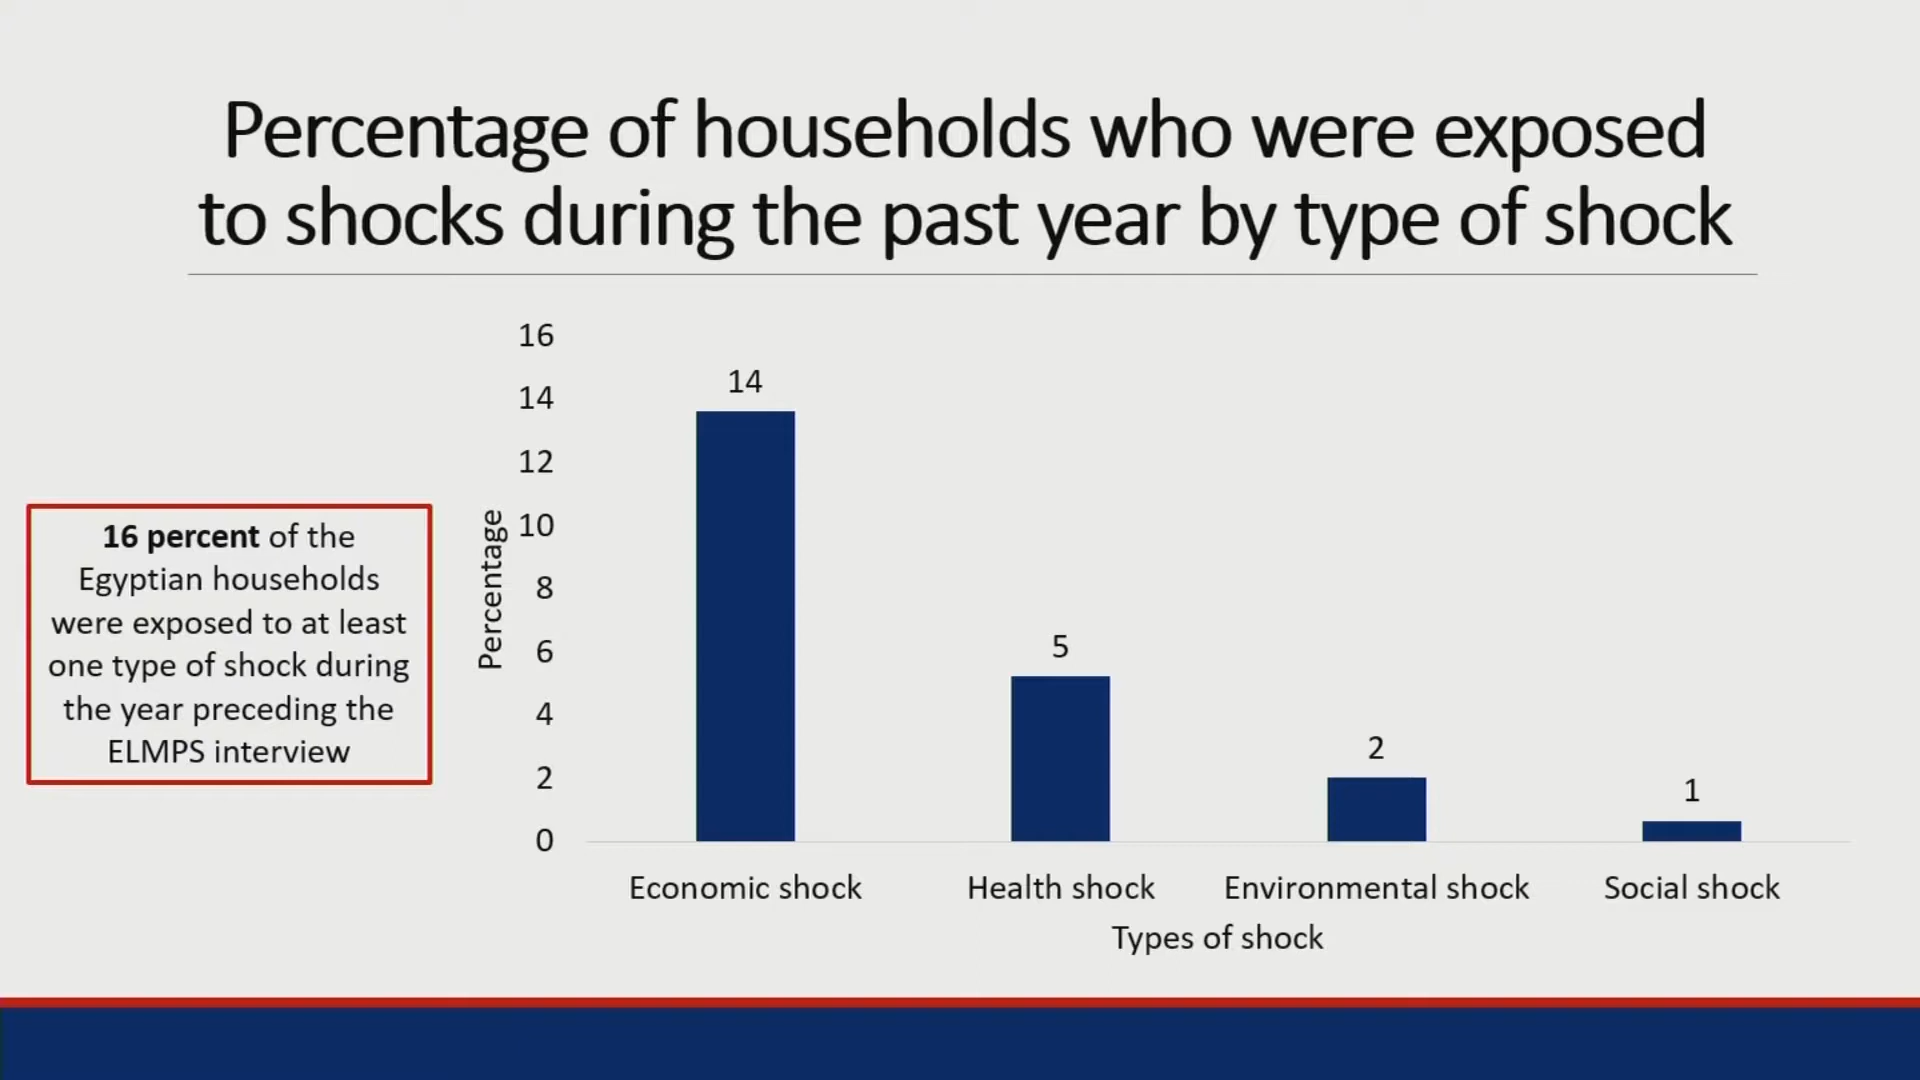 Percentage of households who were exposed
to shocks during the past year by type of shock
16 percent of the
Egyptian households
were exposed to at least
one type of shock during
the year preceding the
ELMPS interview
Percentage
16
14
12
10
8
6
4
2
0
14
5
2
1
Economic shock
Health shock
Environmental shock
Social shock
Types of shock